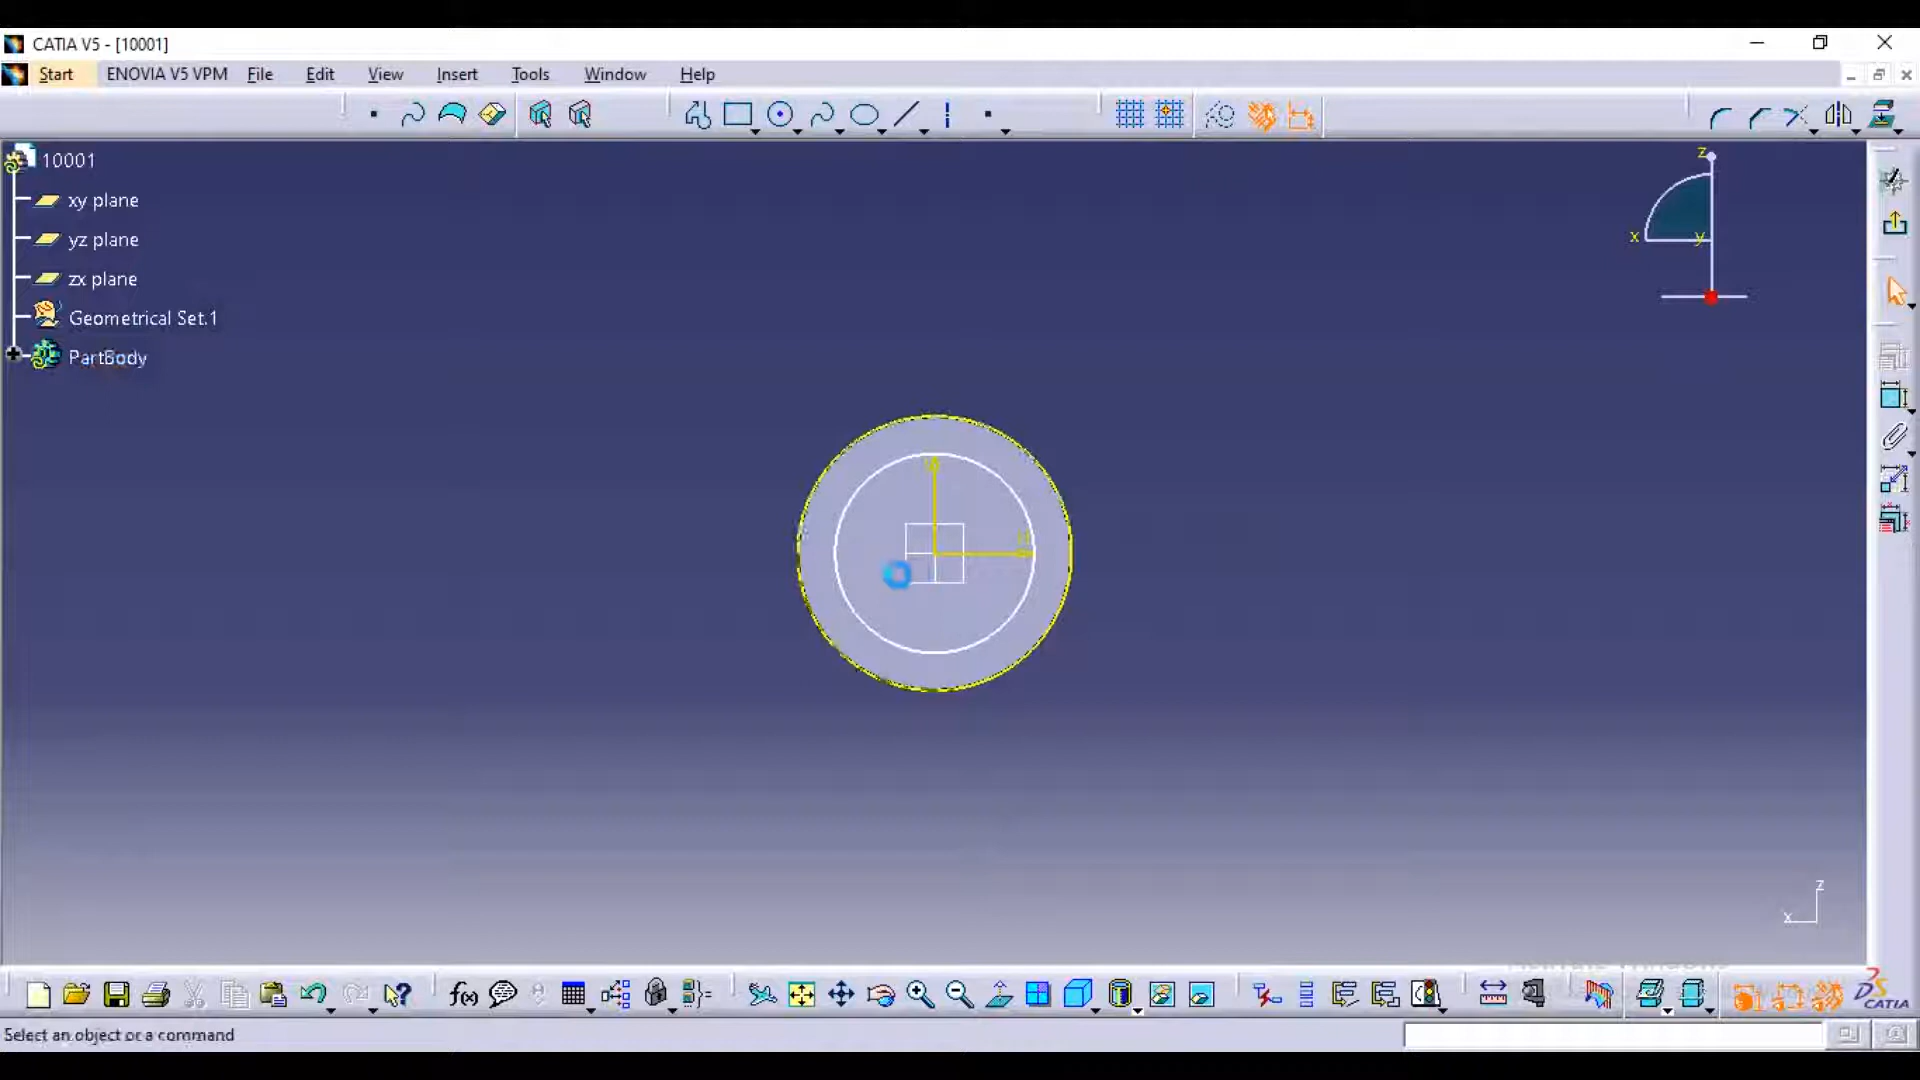 CATIA V5 - [10001]
Start ENOVIA V5 VPM File Edit View Insert Tools Window Help
10001
xy plane
yz plane
zx plane
Geometrical Set.1
PartBody
z
x
y
z
x
f(x)
CATIA
Select an object or a command